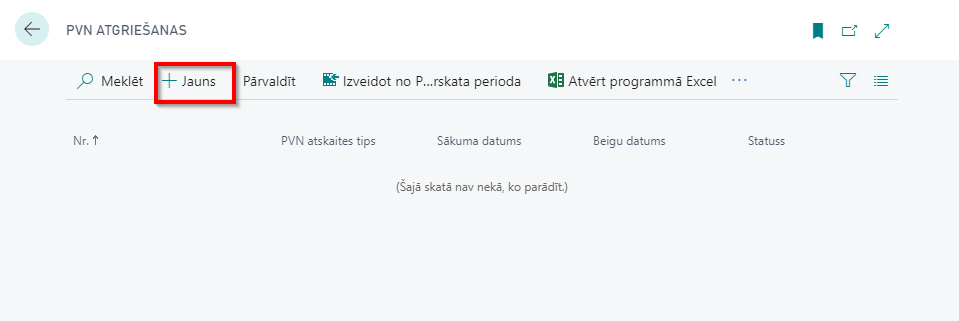 PVN ATGRIEŠANAS
Meklēt Jauns Pārvaldīt Izveidot no P...rskata perioda Atvērt programmā Excel ...
Nr. ↑ PVN atskaites tips Sākuma datums Beigu datums Statuss
(Šajā skatā nav nekā, ko parādīt.)